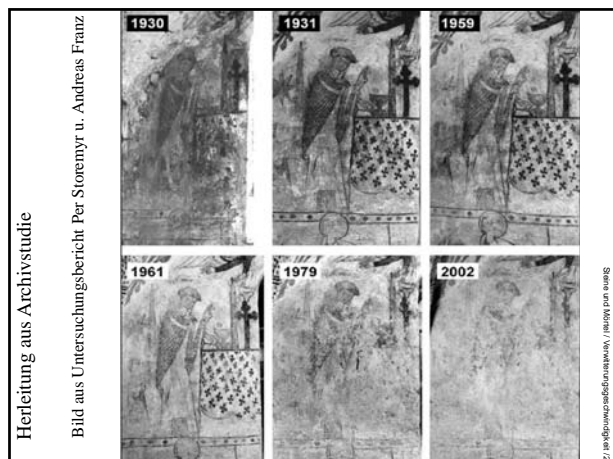 Herleitung aus Archivstudie
Bild aus Untersuchungsbericht Per Storemyr u. Andreas Franz
1930
1931
1959
1961
1979
2002
Steine und Mörtel / Verwitterungsgeschwindigkeit /2